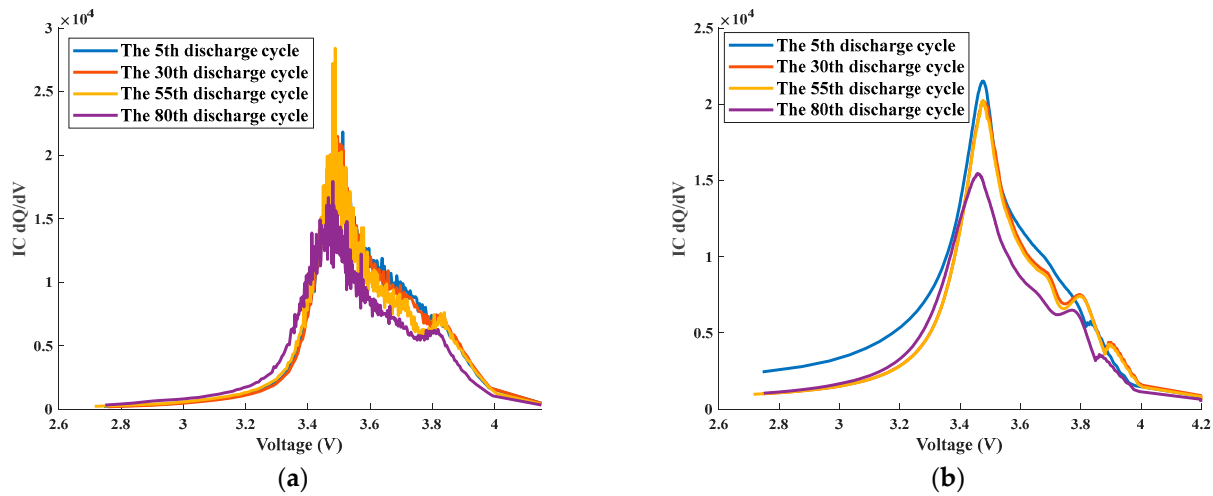 ×10⁴
3
2.5
2
1.5
1
0.5
0
IC dQ/dV
The 5th discharge cycle
The 30th discharge cycle
The 55th discharge cycle
The 80th discharge cycle
2.6 2.8 3 3.2 3.4 3.6 3.8 4
Voltage (V)
(a)
×10⁴
2.5
2
1.5
1
0.5
0
IC dQ/dV
The 5th discharge cycle
The 30th discharge cycle
The 55th discharge cycle
The 80th discharge cycle
2.6 2.8 3 3.2 3.4 3.6 3.8 4 4.2
Voltage (V)
(b)